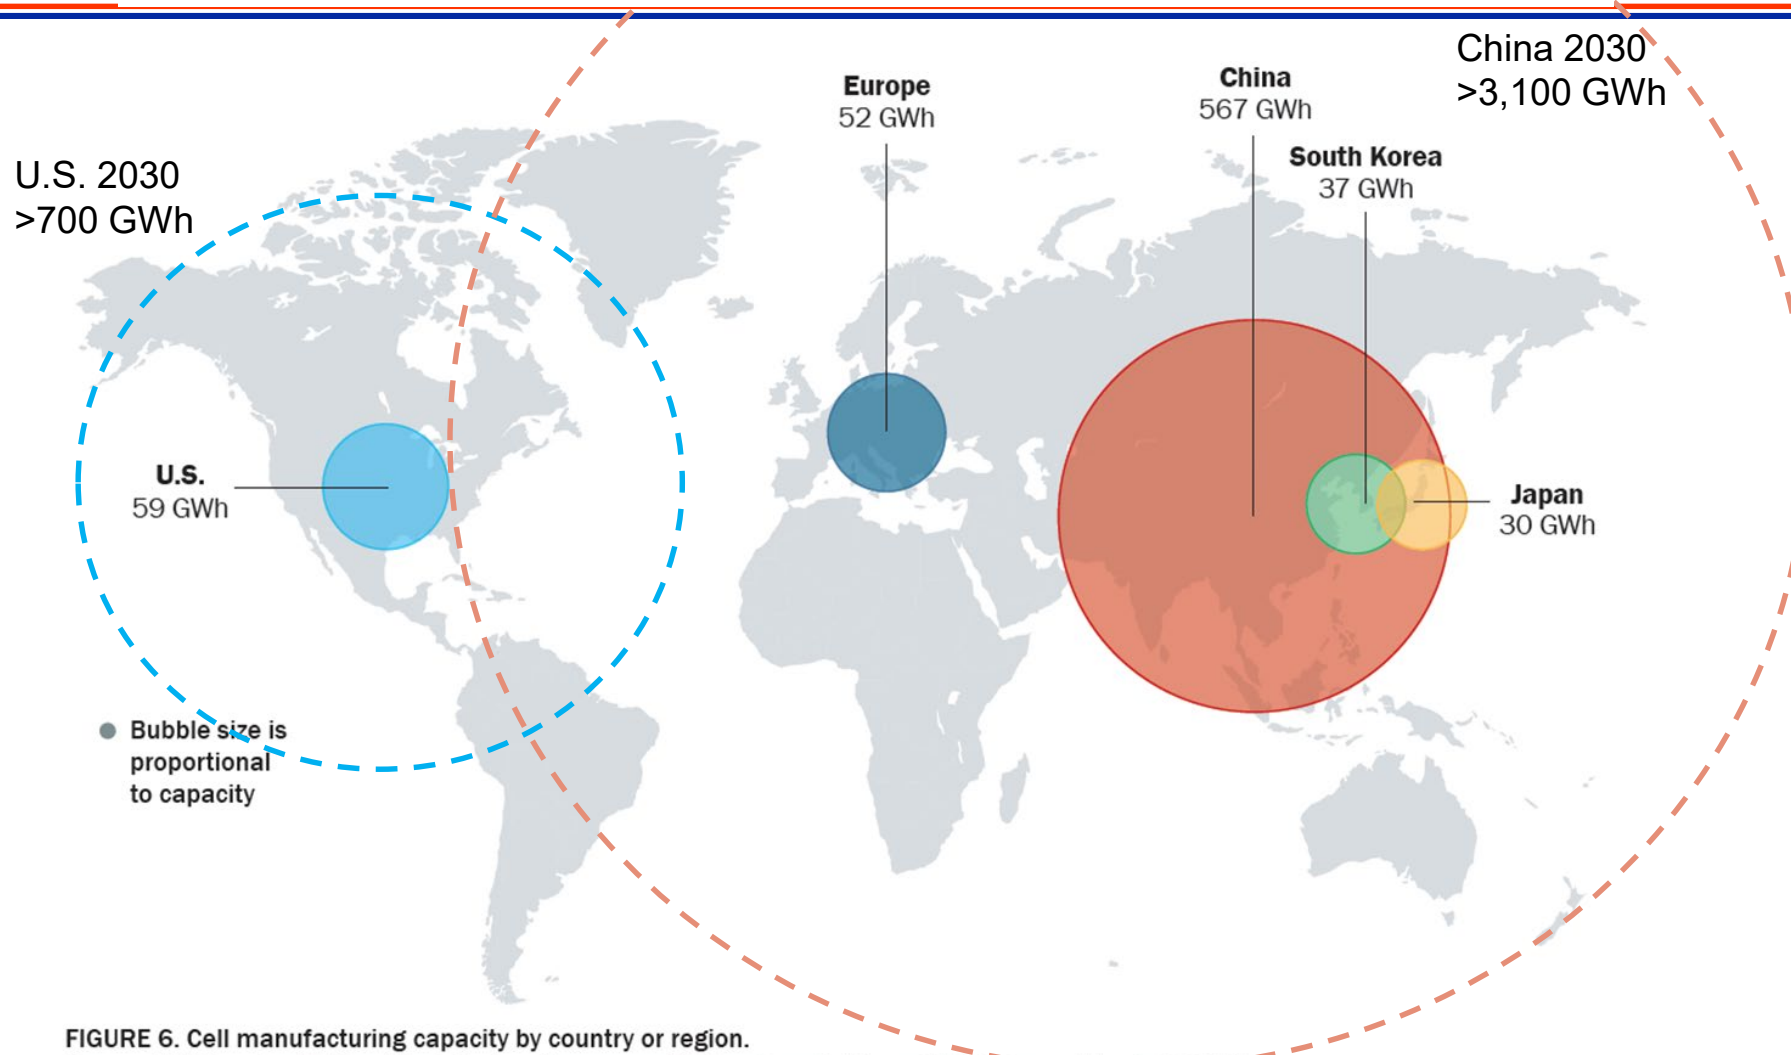 China 2030
>3,100 GWh
Europe
52 GWh
China
567 GWh
South Korea
37 GWh
U.S. 2030
>700 GWh
U.S.
59 GWh
Japan
30 GWh
Bubble size is
proportional
to capacity
FIGURE 6. Cell manufacturing capacity by country or region.